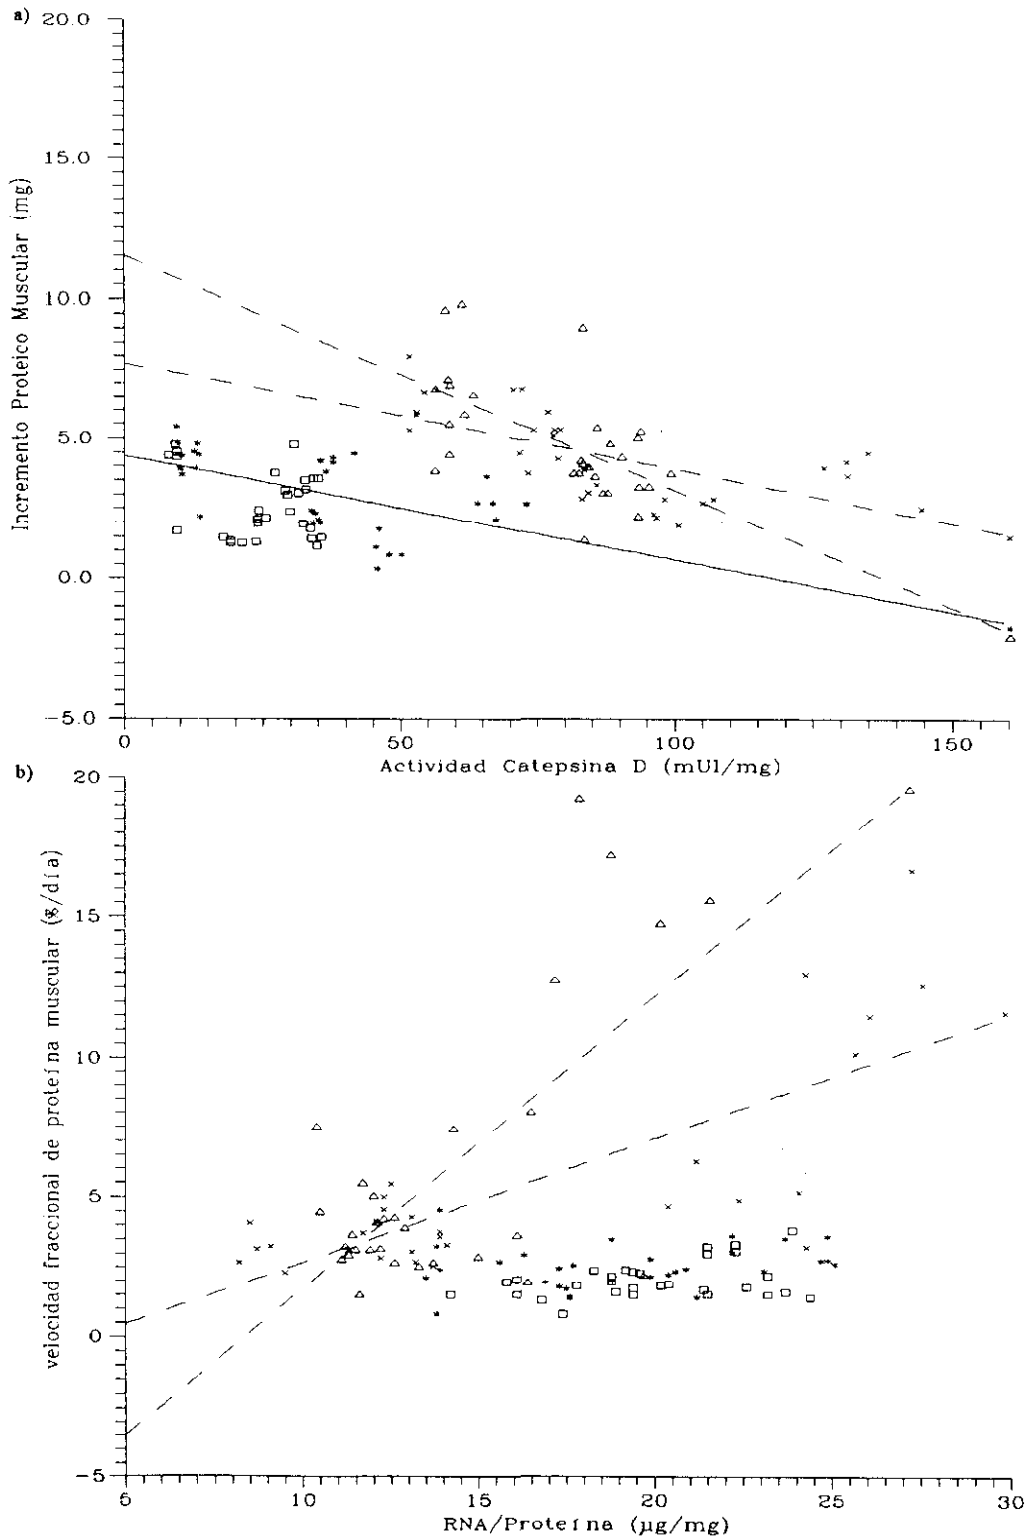 a)
20.0
15.0
10.0
5.0
0.0
-5.0
Incremento Proteico Muscular (mg)
0 50 100 150
Actividad Catepsina D (mUI/mg)
b)
20
15
10
5
0
-5
velocidad fraccional de proteína muscular (%/día)
6 10 15 20 25 30
RNA/Proteína (µg/mg)